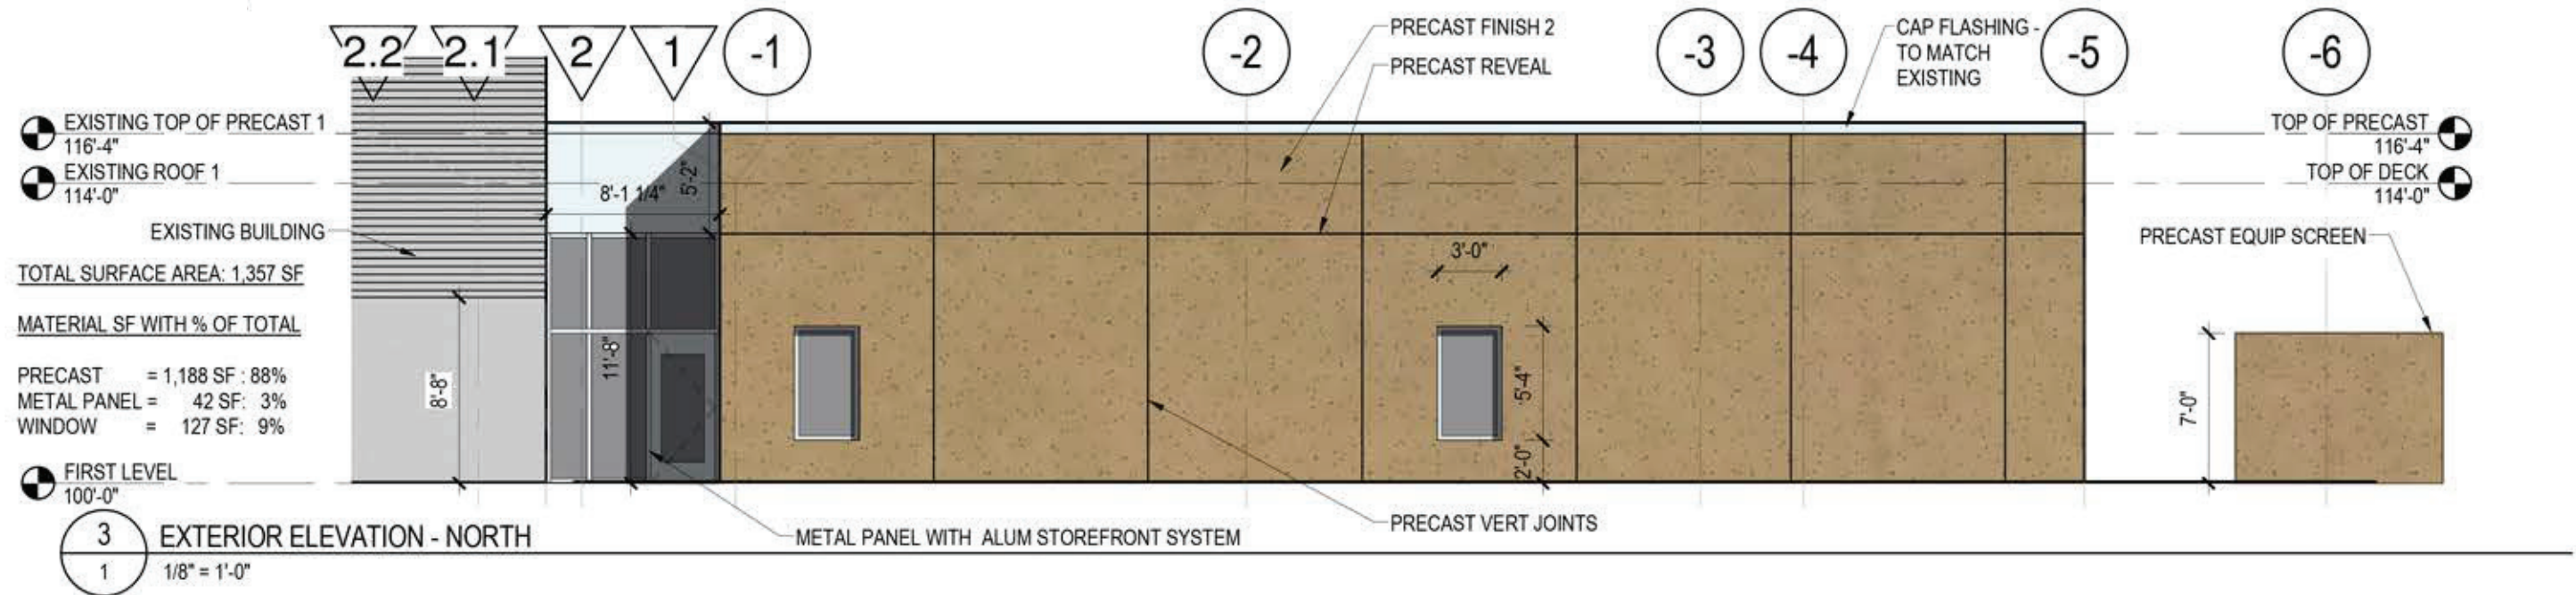 2.2
2.1
2
1
-1
-2
-3
-4
-5
-6
PRECAST FINISH 2
PRECAST REVEAL
CAP FLASHING -
TO MATCH
EXISTING
EXISTING TOP OF PRECAST 1
116'-4"
EXISTING ROOF 1
114'-0"
TOP OF PRECAST
116'-4"
TOP OF DECK
114'-0"
8'-1 1/4"
5'-2"
EXISTING BUILDING
PRECAST EQUIP SCREEN
TOTAL SURFACE AREA: 1,357 SF
3'-0"
MATERIAL SF WITH % OF TOTAL
PRECAST = 1,188 SF : 88%
METAL PANEL = 42 SF: 3%
WINDOW = 127 SF: 9%
8'-8"
11'-8"
5'-4"
2'-0"
7'-0"
FIRST LEVEL
100'-0"
PRECAST VERT JOINTS
METAL PANEL WITH ALUM STOREFRONT SYSTEM
3
1
EXTERIOR ELEVATION - NORTH
1/8" = 1'-0"